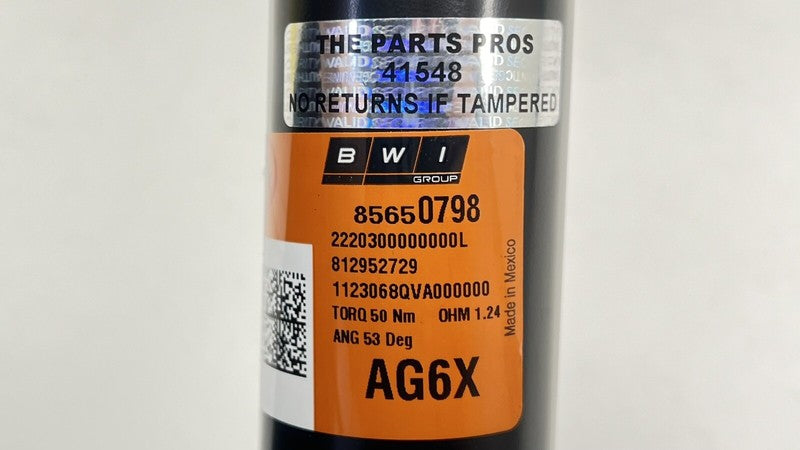 THE PARTS PROS
41548
NO RETURNS IF TAMPERED
BWI
GROUP
85650798
2220300000000L
812952729
1123068QVA000000
TORQ 50 Nm OHM 1.24
ANG 53 Deg
AG6X
Made in Mexico